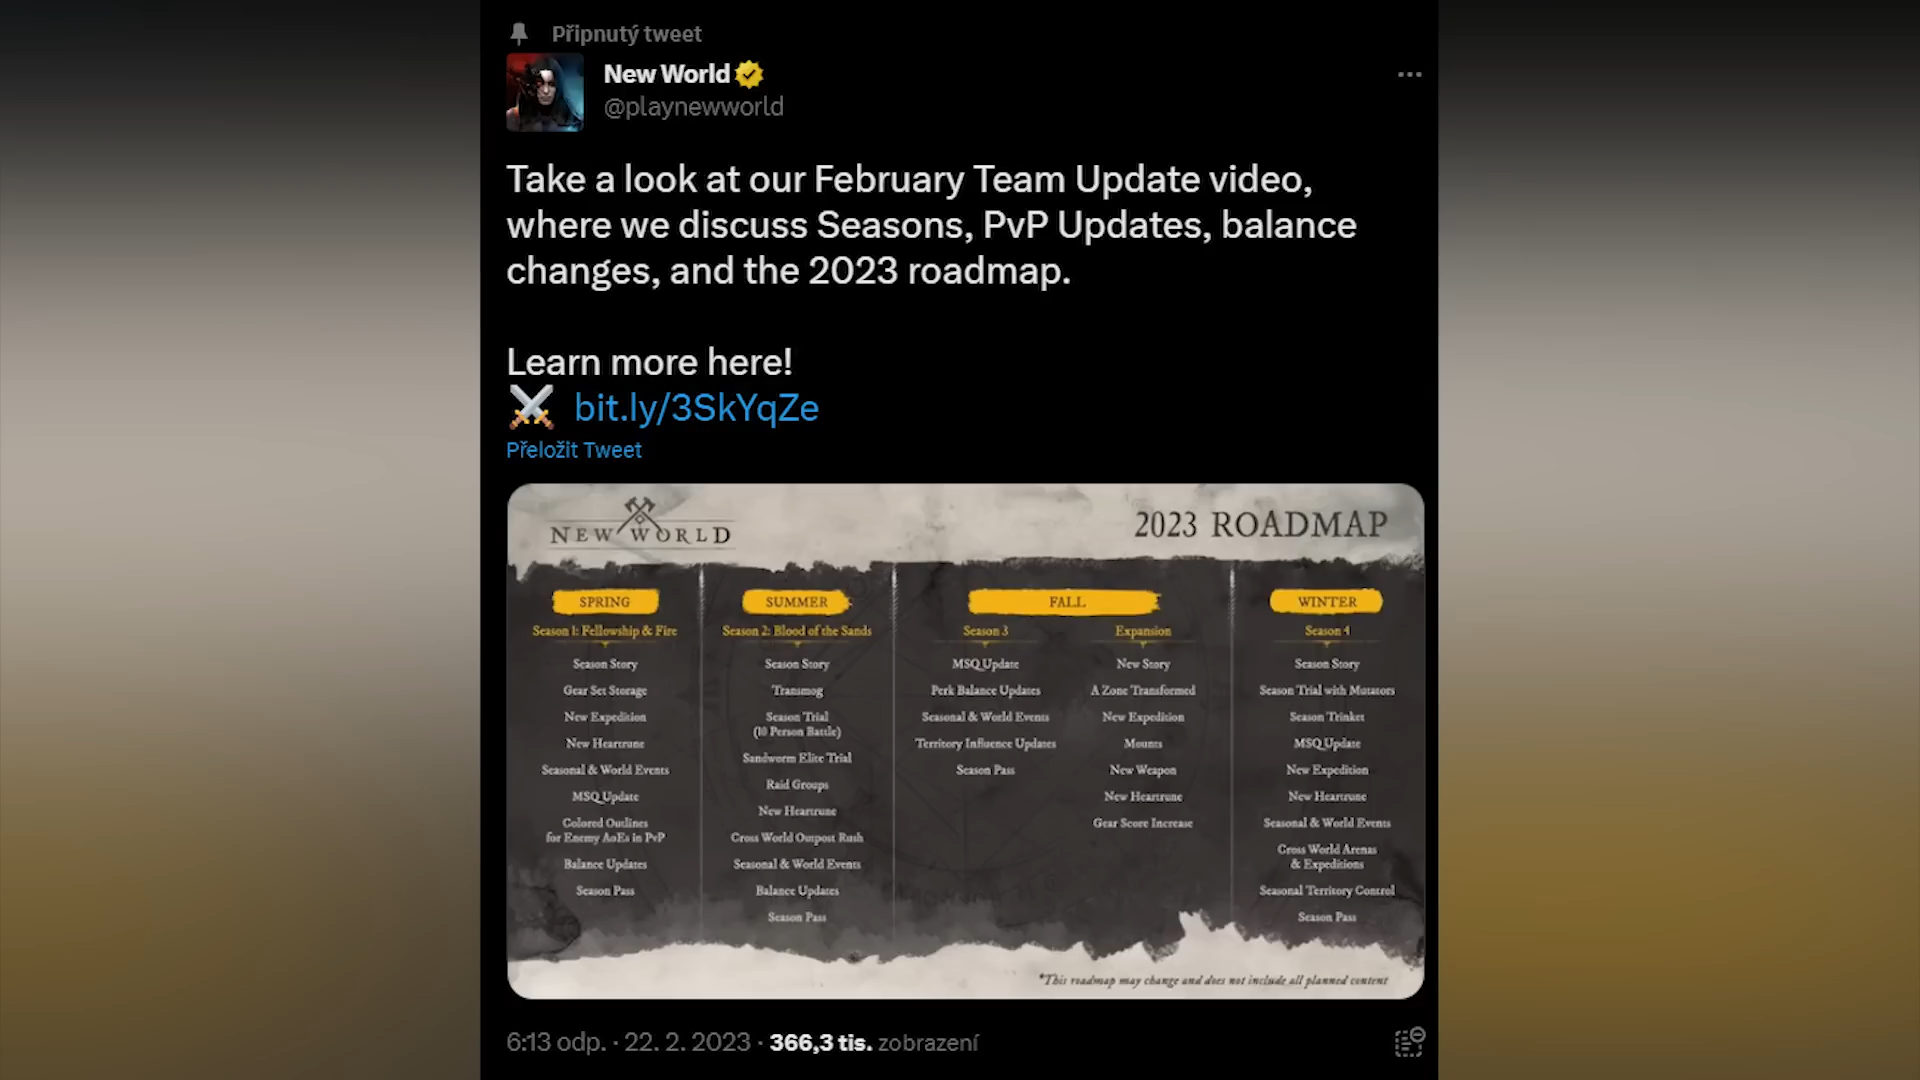 Připnutý tweet
New World
@playnewworld
Take a look at our February Team Update video,
where we discuss Seasons, PvP Updates, balance
changes, and the 2023 roadmap.
Learn more here!
⚔️ bit.ly/3SkYqZe
Přeložit Tweet
NEW WORLD
2023 ROADMAP
SPRING
Season 1: Fellowship & Fire
Season Story
Gear Set Storage
New Expedition
New Heartrune
Seasonal & World Events
MSQ Update
Colored Outlines
for Enemy AoEs in PvP
Balance Updates
Season Pass
SUMMER
Season 2: Blood of the Sands
Season Story
Transmog
Season Trial
(10 Person Battle)
Sandworm Elite Trial
Raid Groups
New Heartrune
Cross World Outpost Rush
Seasonal & World Events
Balance Updates
Season Pass
FALL
Season 3
MSQ Update
Perk Balance Updates
Seasonal & World Events
Territory Influence Updates
Season Pass
Expansion
New Story
A Zone Transformed
New Expedition
Mounts
New Weapon
New Heartrune
Gear Score Increase
WINTER
Season 4
Season Story
Season Trial with Mutators
Season Trinket
MSQ Update
New Expedition
New Heartrune
Seasonal & World Events
Cross World Arenas
& Expeditions
Seasonal Territory Control
Season Pass
*This roadmap may change and does not include all planned content
6:13 odp. · 22. 2. 2023 · 366,3 tis. zobrazení